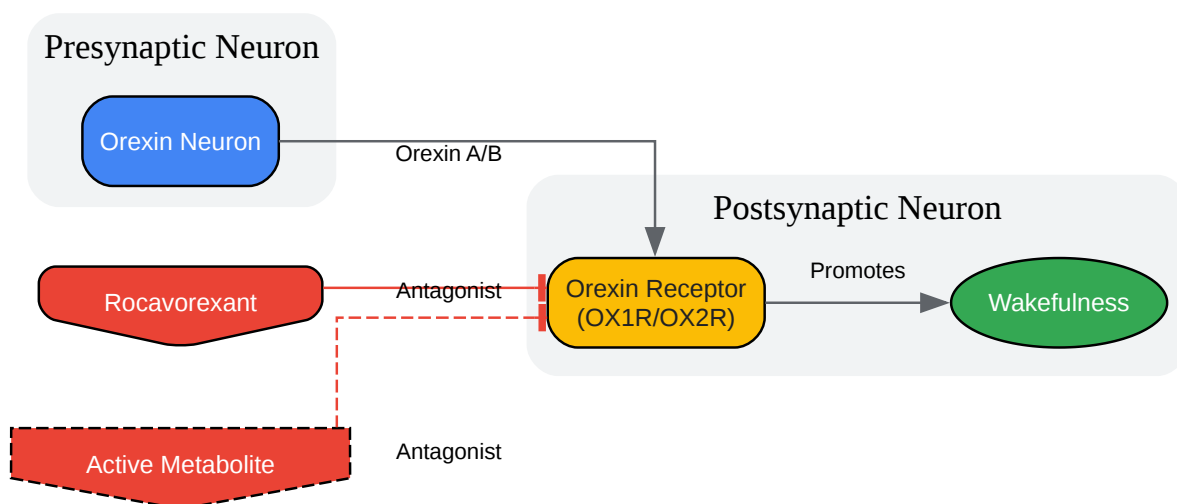 Presynaptic Neuron
Orexin Neuron
Orexin A/B
Postsynaptic Neuron
Rocavorexant
Antagonist
Orexin Receptor
(OX1R/OX2R)
Promotes
Wakefulness
Active Metabolite
Antagonist